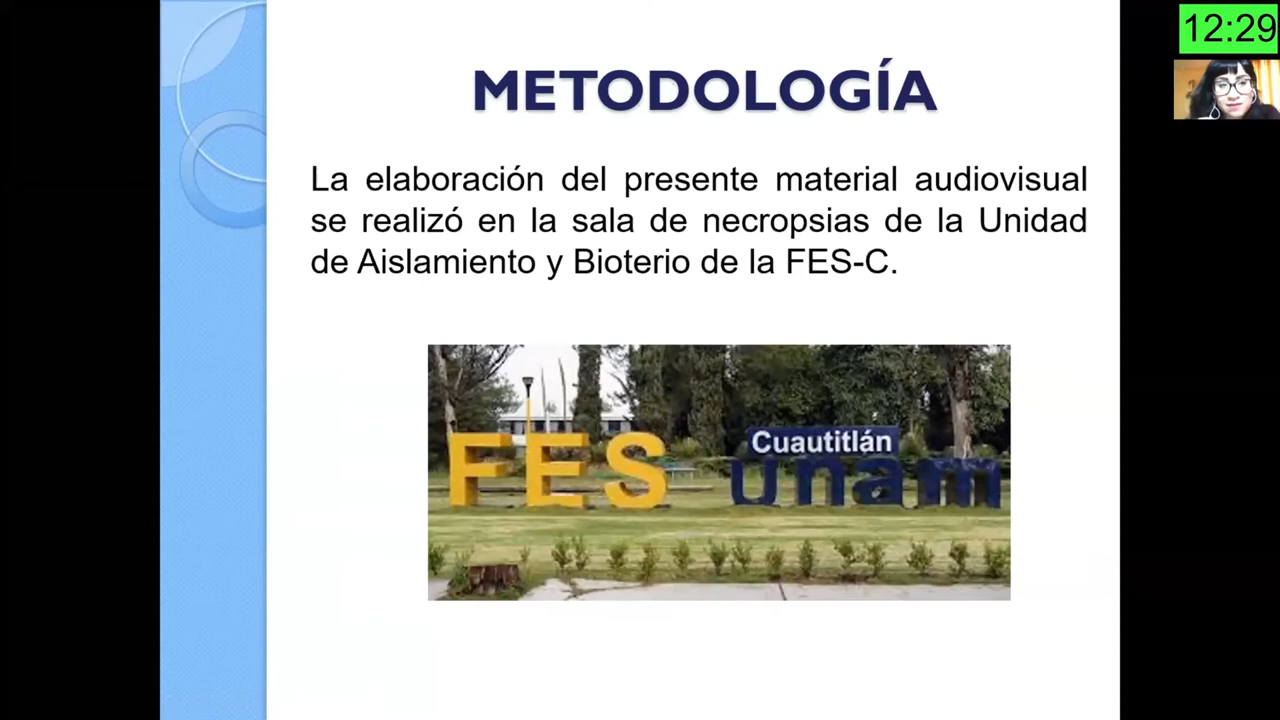 12:29
METODOLOGÍA
La elaboración del presente material audiovisual
se realizó en la sala de necropsias de la Unidad
de Aislamiento y Bioterio de la FES-C.
Cuautitlán
FES unam